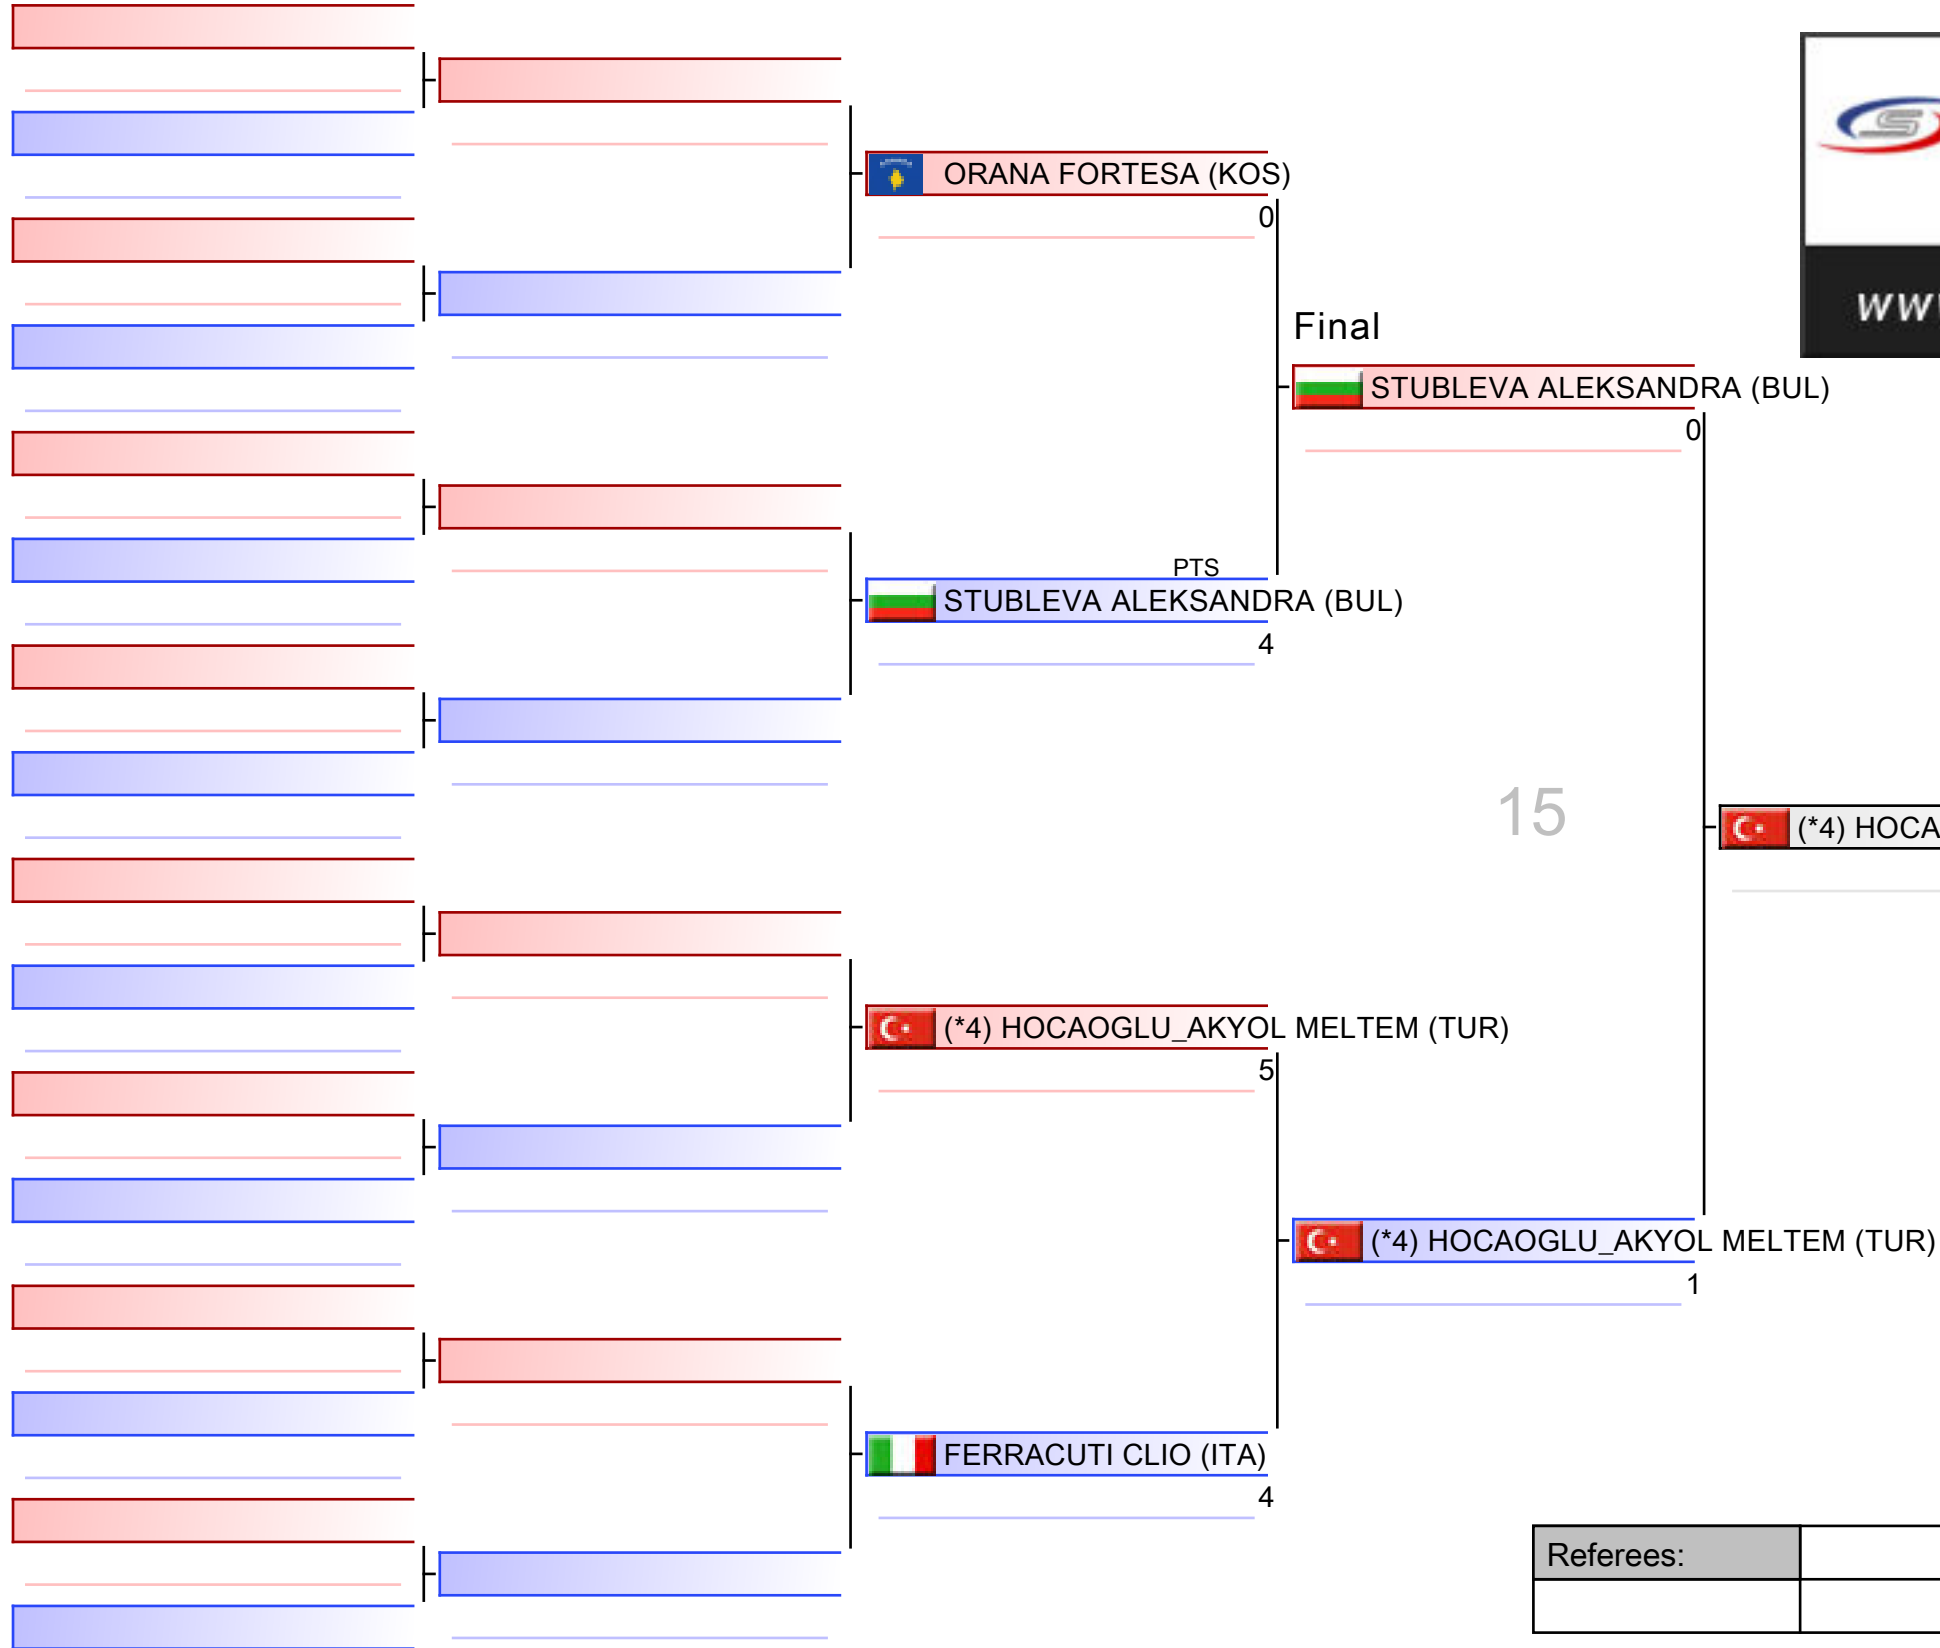 ORANA FORTESA (KOS)
0
Final
STUBLEVA ALEKSANDRA (BUL)
0
PTS
STUBLEVA ALEKSANDRA (BUL)
4
15
(*4) HOCA
(*4) HOCAOGLU_AKYOL MELTEM (TUR)
5
(*4) HOCAOGLU_AKYOL MELTEM (TUR)
1
FERRACUTI CLIO (ITA)
4
Referees: